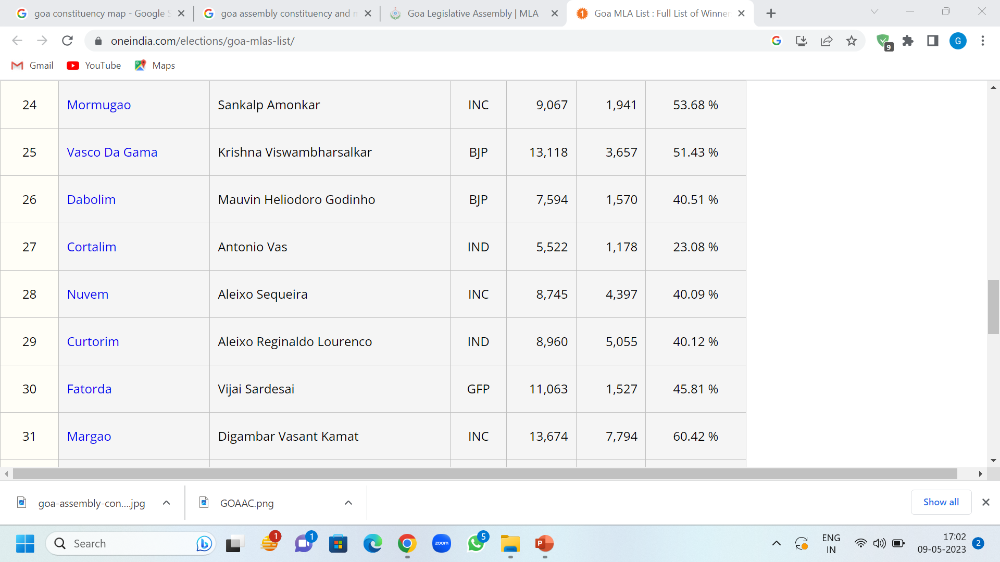 goa constituency map - Google S
goa assembly constituency and m
Goa Legislative Assembly | MLA
Goa MLA List : Full List of Winner
oneindia.com/elections/goa-mlas-list/
9
G
Gmail YouTube Maps
24 Mormugao Sankalp Amonkar INC 9,067 1,941 53.68 %
25 Vasco Da Gama Krishna Viswambharsalkar BJP 13,118 3,657 51.43 %
26 Dabolim Mauvin Heliodoro Godinho BJP 7,594 1,570 40.51 %
27 Cortalim Antonio Vas IND 5,522 1,178 23.08 %
28 Nuvem Aleixo Sequeira INC 8,745 4,397 40.09 %
29 Curtorim Aleixo Reginaldo Lourenco IND 8,960 5,055 40.12 %
30 Fatorda Vijai Sardesai GFP 11,063 1,527 45.81 %
31 Margao Digambar Vasant Kamat INC 13,674 7,794 60.42 %
goa-assembly-con....jpg
GOAAC.png
Show all
Search
1
1
zoom
5
P
ENG
IN
17:02
09-05-2023
2